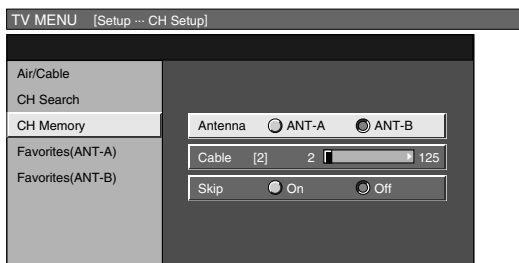 TV MENU [Setup ··· CH Setup]
Air/Cable
CH Search
CH Memory
Favorites(ANT-A)
Favorites(ANT-B)
Antenna ANT-A ANT-B
Cable [2] 2 125
Skip On Off